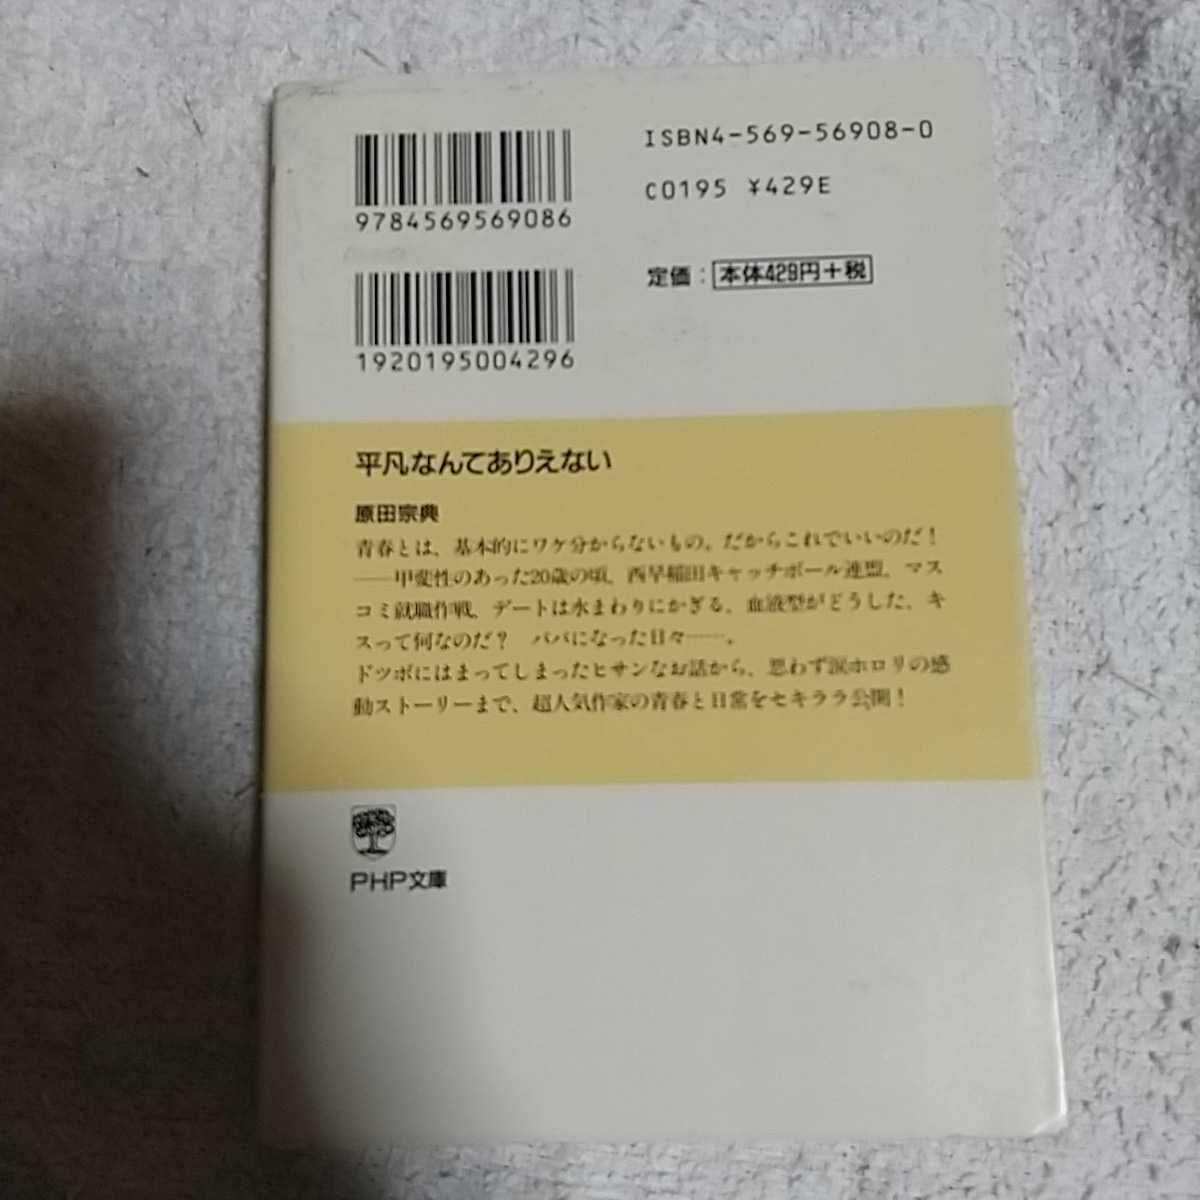 9784569569086
1920195004296
ISBN4-569-56908-0
C0195 ¥429E
定価：本体429円+税
平凡なんてありえない
原田宗典
青春とは、基本的にワケ分からないもの。だからこれでいいのだ！
——甲斐性のあった20歳の頃、西早稲田キャッチボール連盟、マス
コミ就職作戦、デートは水まわりにかぎる、血液型がどうした、キ
スって何なのだ？　パパになった日々——。
ドツボにはまってしまったヒサンなお話から、思わず涙ホロリの感
動ストーリーまで、超人気作家の青春と日常をセキララ公開！
PHP文庫